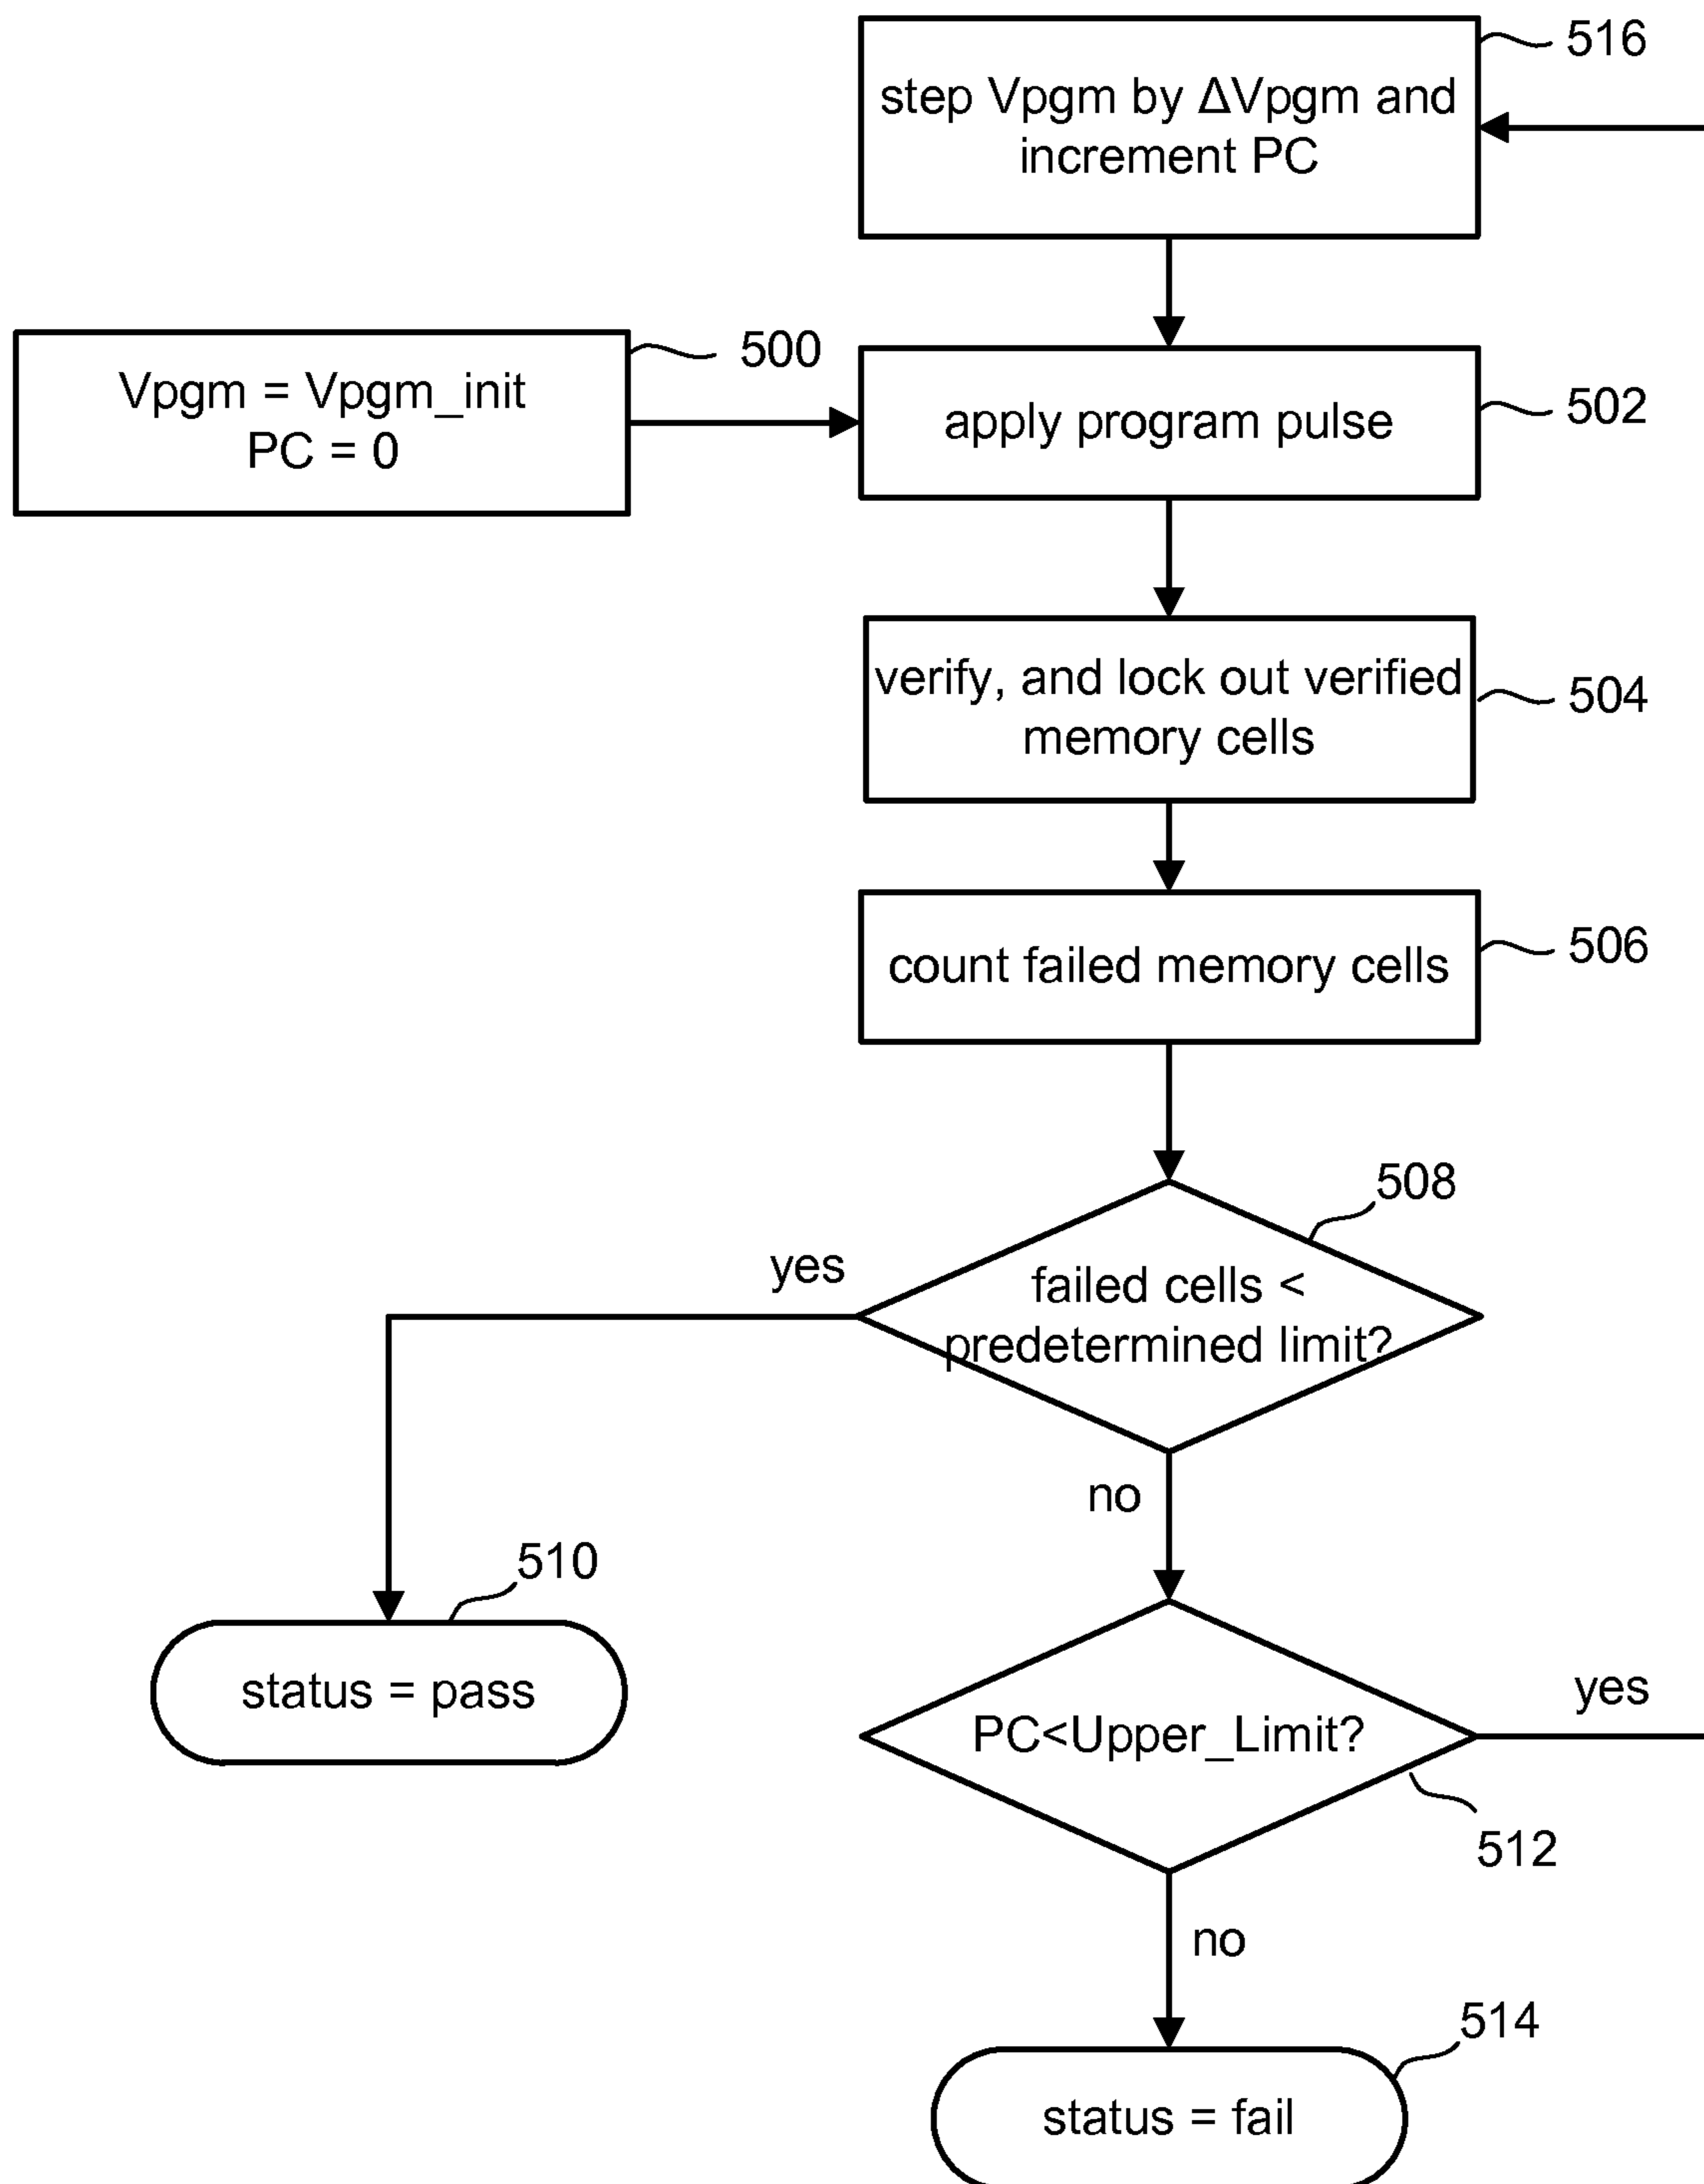 516
step Vpgm by ΔVpgm and
increment PC
500
Vpgm = Vpgm_init
PC = 0
502
apply program pulse
504
verify, and lock out verified
memory cells
506
count failed memory cells
508
yes
failed cells <
predetermined limit?
no
510
status = pass
yes
PC<Upper_Limit?
512
no
514
status = fail